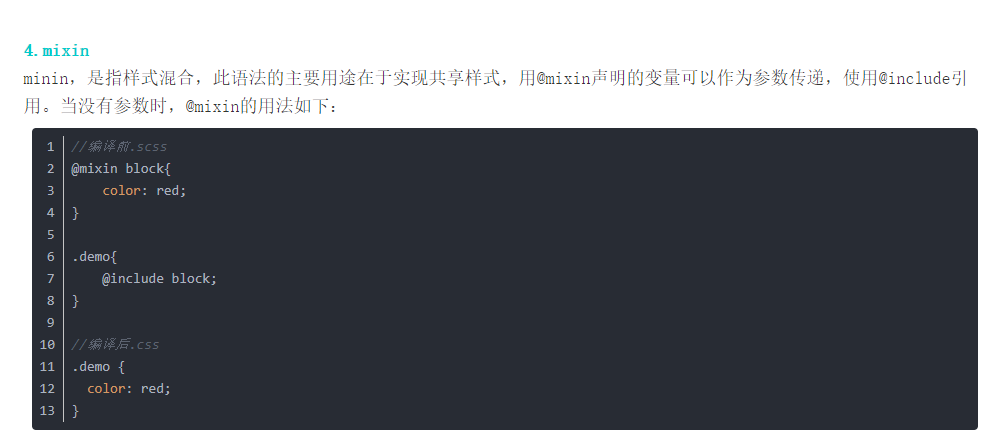 4.mixin
minin，是指样式混合，此语法的主要用途在于实现共享样式，用@mixin声明的变量可以作为参数传递，使用@include引
用。当没有参数时，@mixin的用法如下：
1 //编译前.scss
2 @mixin block{
3     color: red;
4 }
5
6 .demo{
7     @include block;
8 }
9
10 //编译后.css
11 .demo {
12   color: red;
13 }